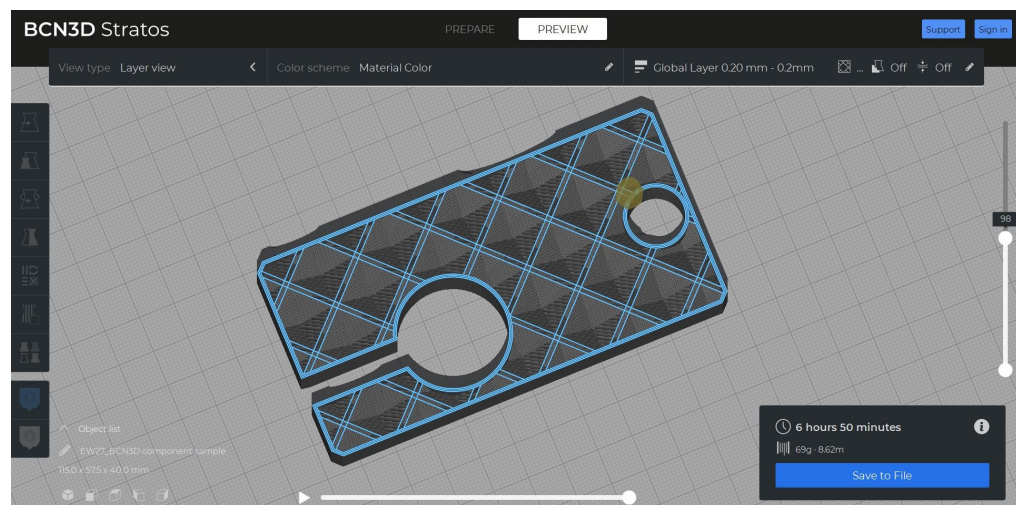 BCN3D Stratos
PREPARE
PREVIEW
Support
Sign in
View type Layer view
Color scheme Material Color
Global Layer 0.20 mm - 0.2mm
... Off
Off
98
6 hours 50 minutes
69g · 8.62m
Save to File
Object list
EW27_BCN3D component sample
115.0 x 57.5 x 40.0 mm